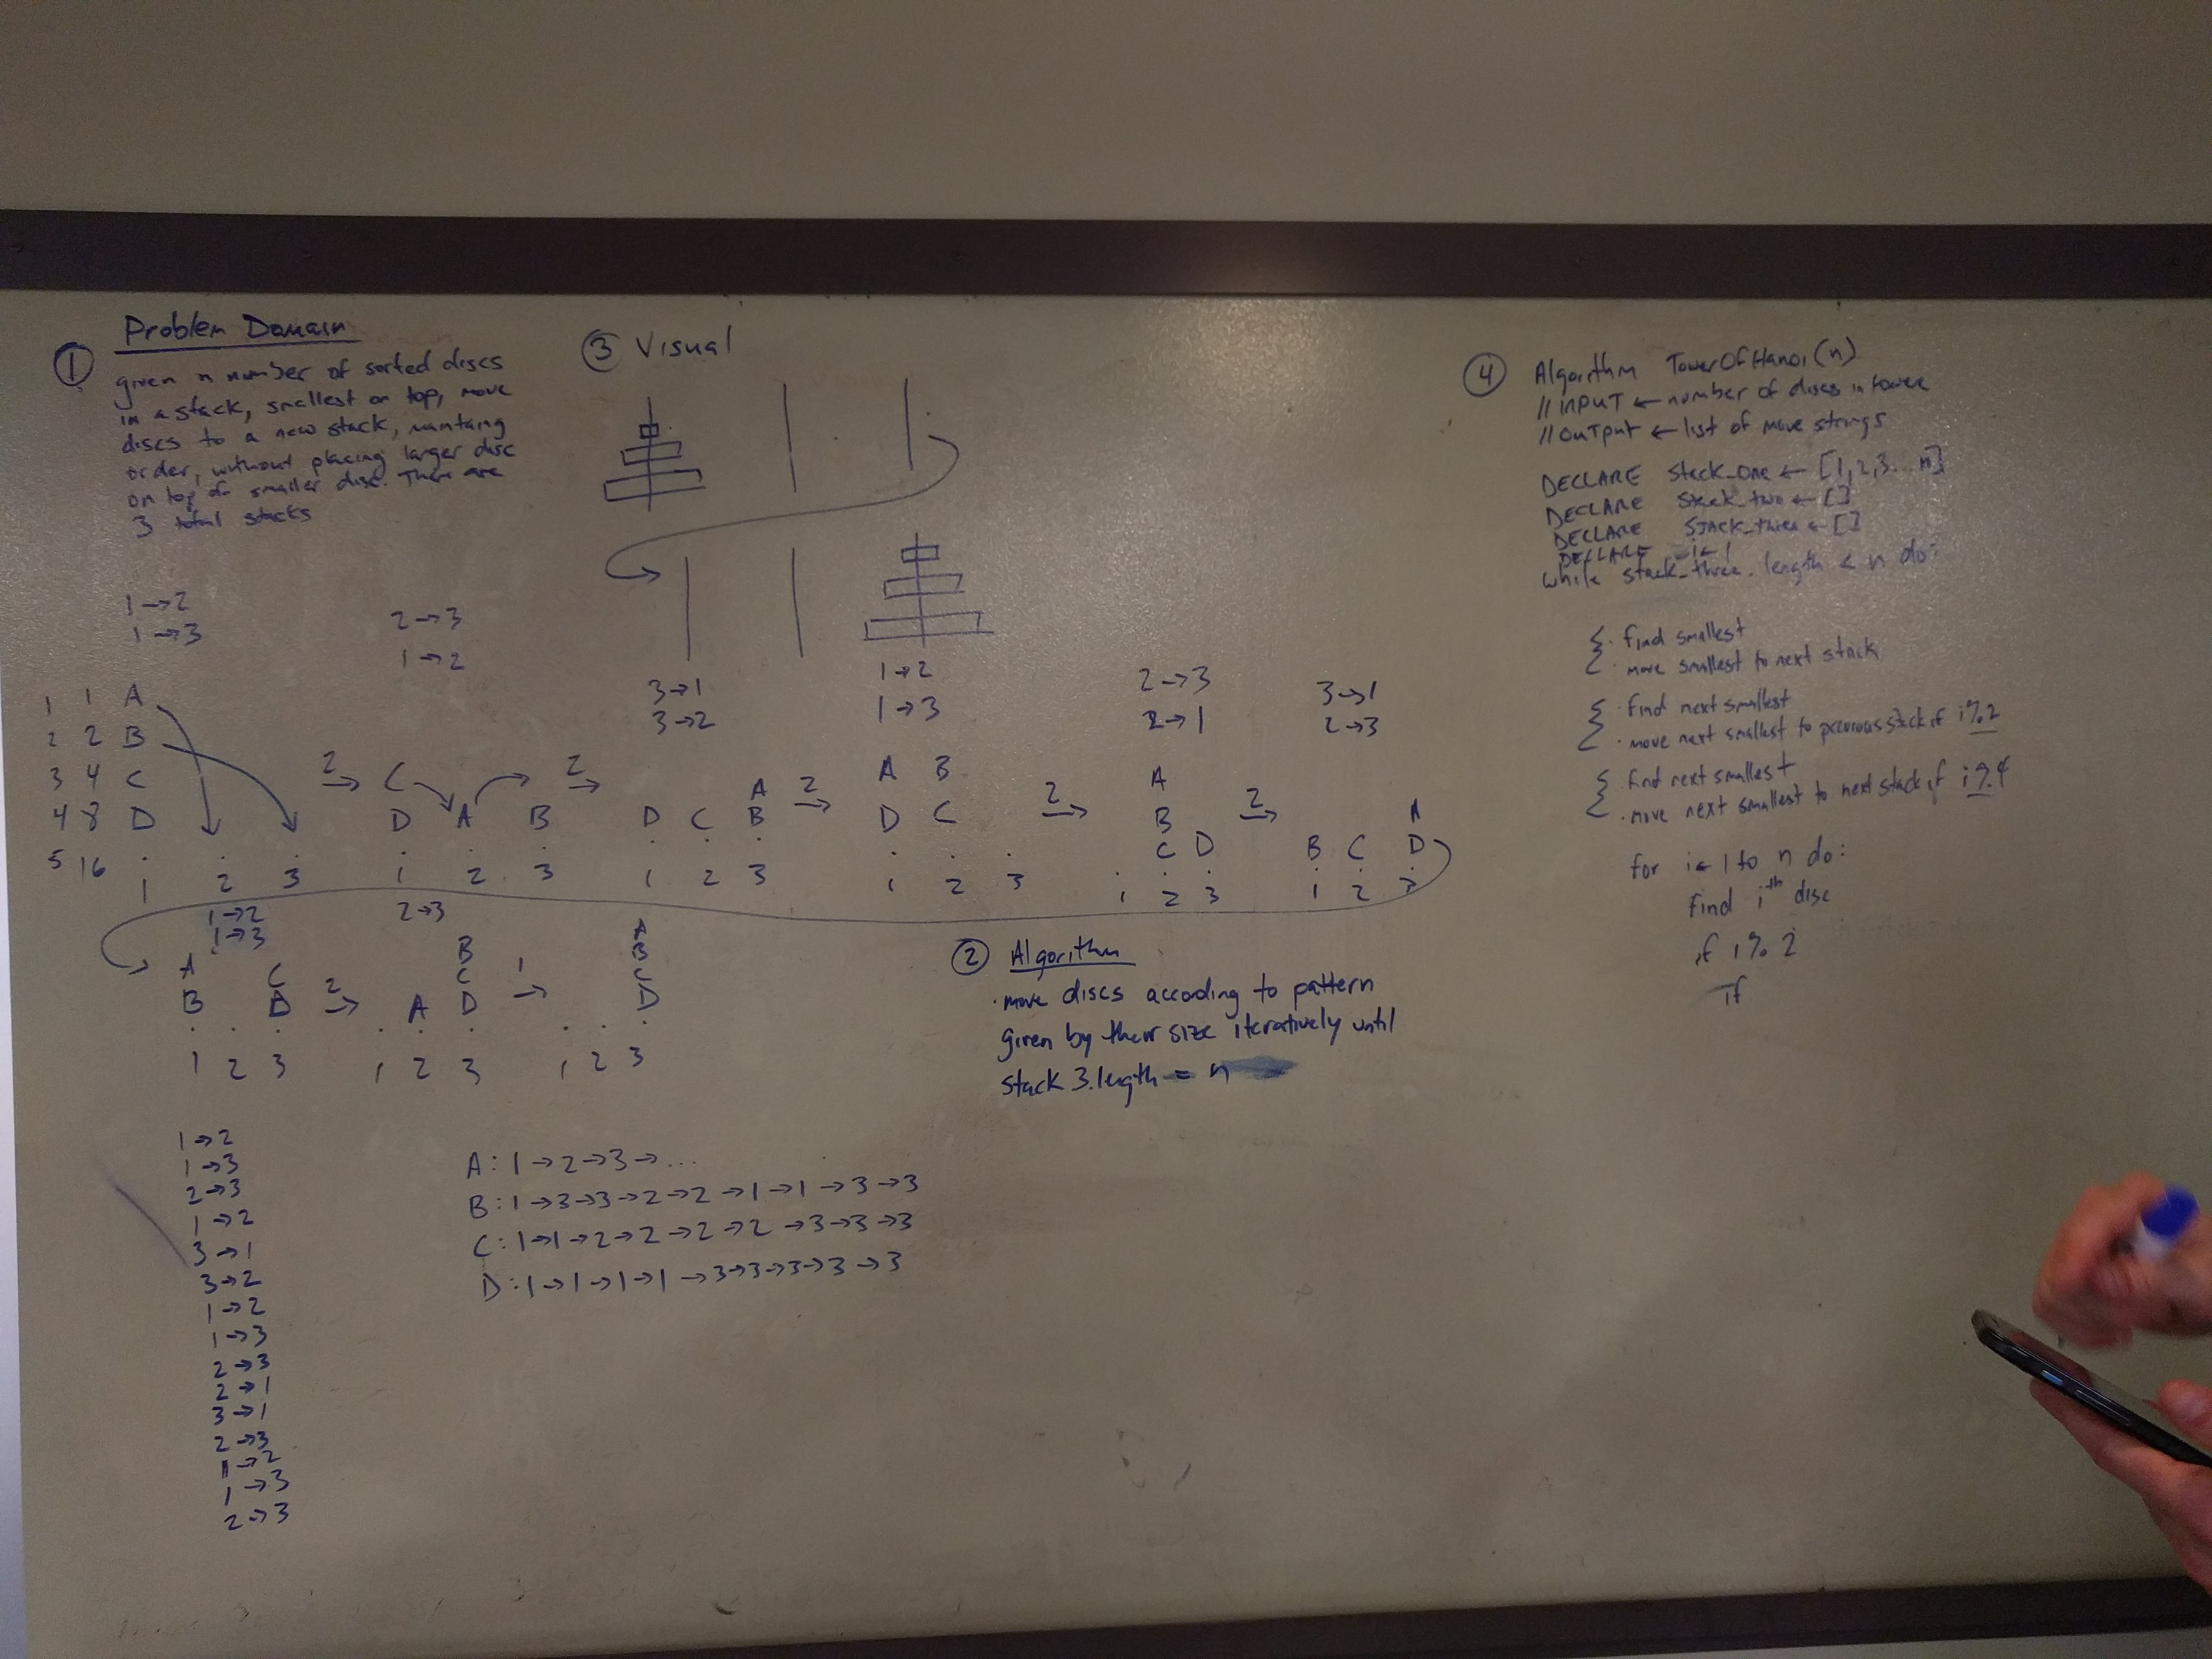 ① Problem Domain
given n number of sorted discs
in a stack, smallest on top, move
discs to a new stack, mantaing
order, without placing larger disc
on top of smaller disc. There are
3 total stacks
③ Visual
1→2
1→3
2→3
1→2
3→1
3→2
1→2
1→3
2→3
2→1
3→1
2→3
1 1 A
2 2 B
3 4 C
4 8 D
5 16
1 2 3
2→
C
D A B
1 2 3
2→
A
D C B
1 2 3
2→
A B
D C
1 2 3
2→
A
B
C D
1 2 3
2→
A
B C D
1 2 3
1→2
1→3
A C
B D
1 2 3
2→
2→3
B
C
A D
1 2 3
1→
A
B
C
D
1 2 3
② Algorithm
· move discs according to pattern
given by their size iteratively until
stack 3.length = n
1→2
1→3
2→3
1→2
3→1
3→2
1→2
1→3
2→3
2→1
3→1
2→3
1→2
1→3
2→3
A: 1→2→3→...
B: 1→3→3→2→2→1→1→3→3
C: 1→1→2→2→2→2→3→3→3
D: 1→1→1→1→3→3→3→3→3
④ Algorithm TowerOfHanoi(n)
// INPUT ← number of discs in tower
// OUTPUT ← list of move strings
DECLARE stack_one ← [1,2,3...n]
DECLARE stack_two ← []
DECLARE stack_three ← []
DECLARE i ← 1
while stack_three.length < n do:
{ · find smallest
· move smallest to next stack
{ · find next smallest
· move next smallest to previous stack if i%2
{ · find next smallest
· move next smallest to next stack if i%4
for i ← 1 to n do:
find ith disc
if i % 2
if